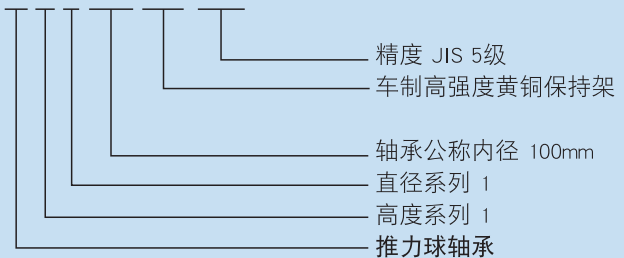 精度 JIS 5级
车制高强度黄铜保持架
轴承公称内径 100mm
直径系列 1
高度系列 1
推力球轴承